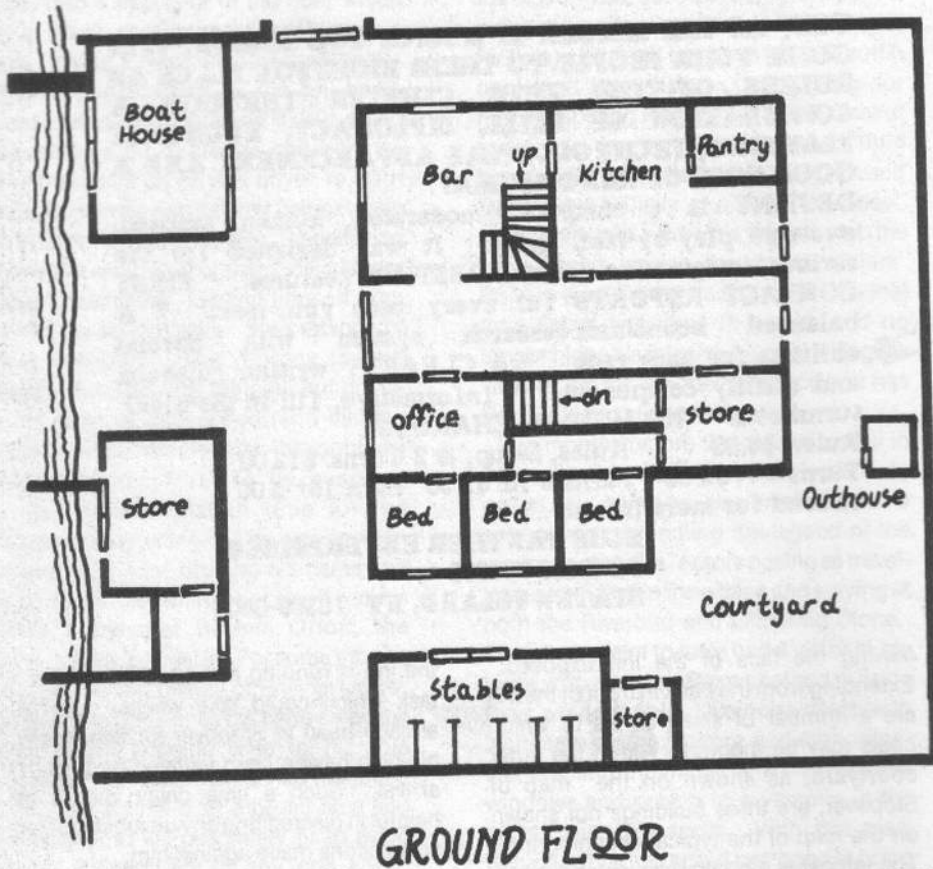 Boat
House
Bar
up
Kitchen
Pantry
office
←dn
store
Outhouse
Store
Bed
Bed
Bed
Courtyard
Stables
store
GROUND FLOOR